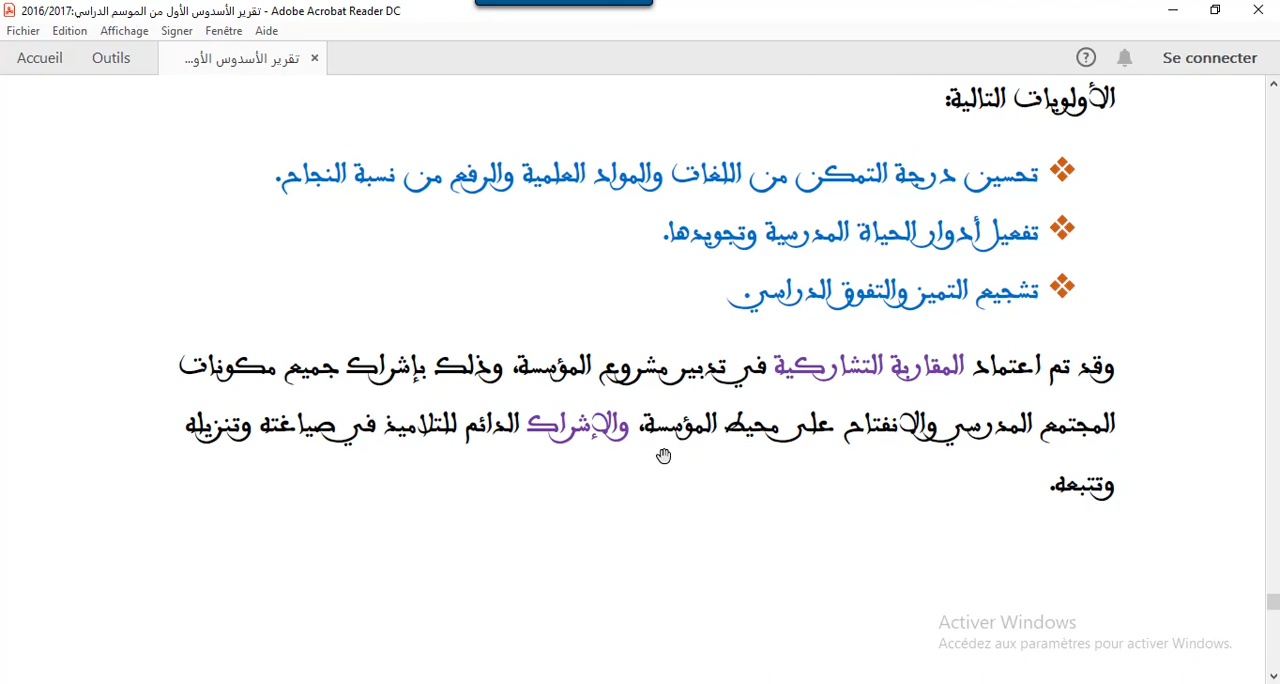 تقرير الأسدوس الأول من الموسم الدراسي:2016/2017 - Adobe Acrobat Reader DC
Fichier Edition Affichage Signer Fenêtre Aide
Accueil Outils تقرير الأسدوس الأو... × ? Se connecter
الأولويات التالية:
❖ تحسين درجة التمكن من اللغات والمواد العلمية والرفع من نسبة النجاح.
❖ تفعيل أدوار الحياة المدرسية وتجويدها.
❖ تشجيع التميز والتفوق الدراسي.
وقد تم اعتماد المقاربة التشاركية في تدبير مشروع المؤسسة، وذلك بإشراك جميع مكونات
المجتمع المدرسي والانفتاح على محيط المؤسسة، والإشراك الدائم للتلاميذ في صياغته وتنزيله
وتتبعه.
Activer Windows
Accédez aux paramètres pour activer Windows.